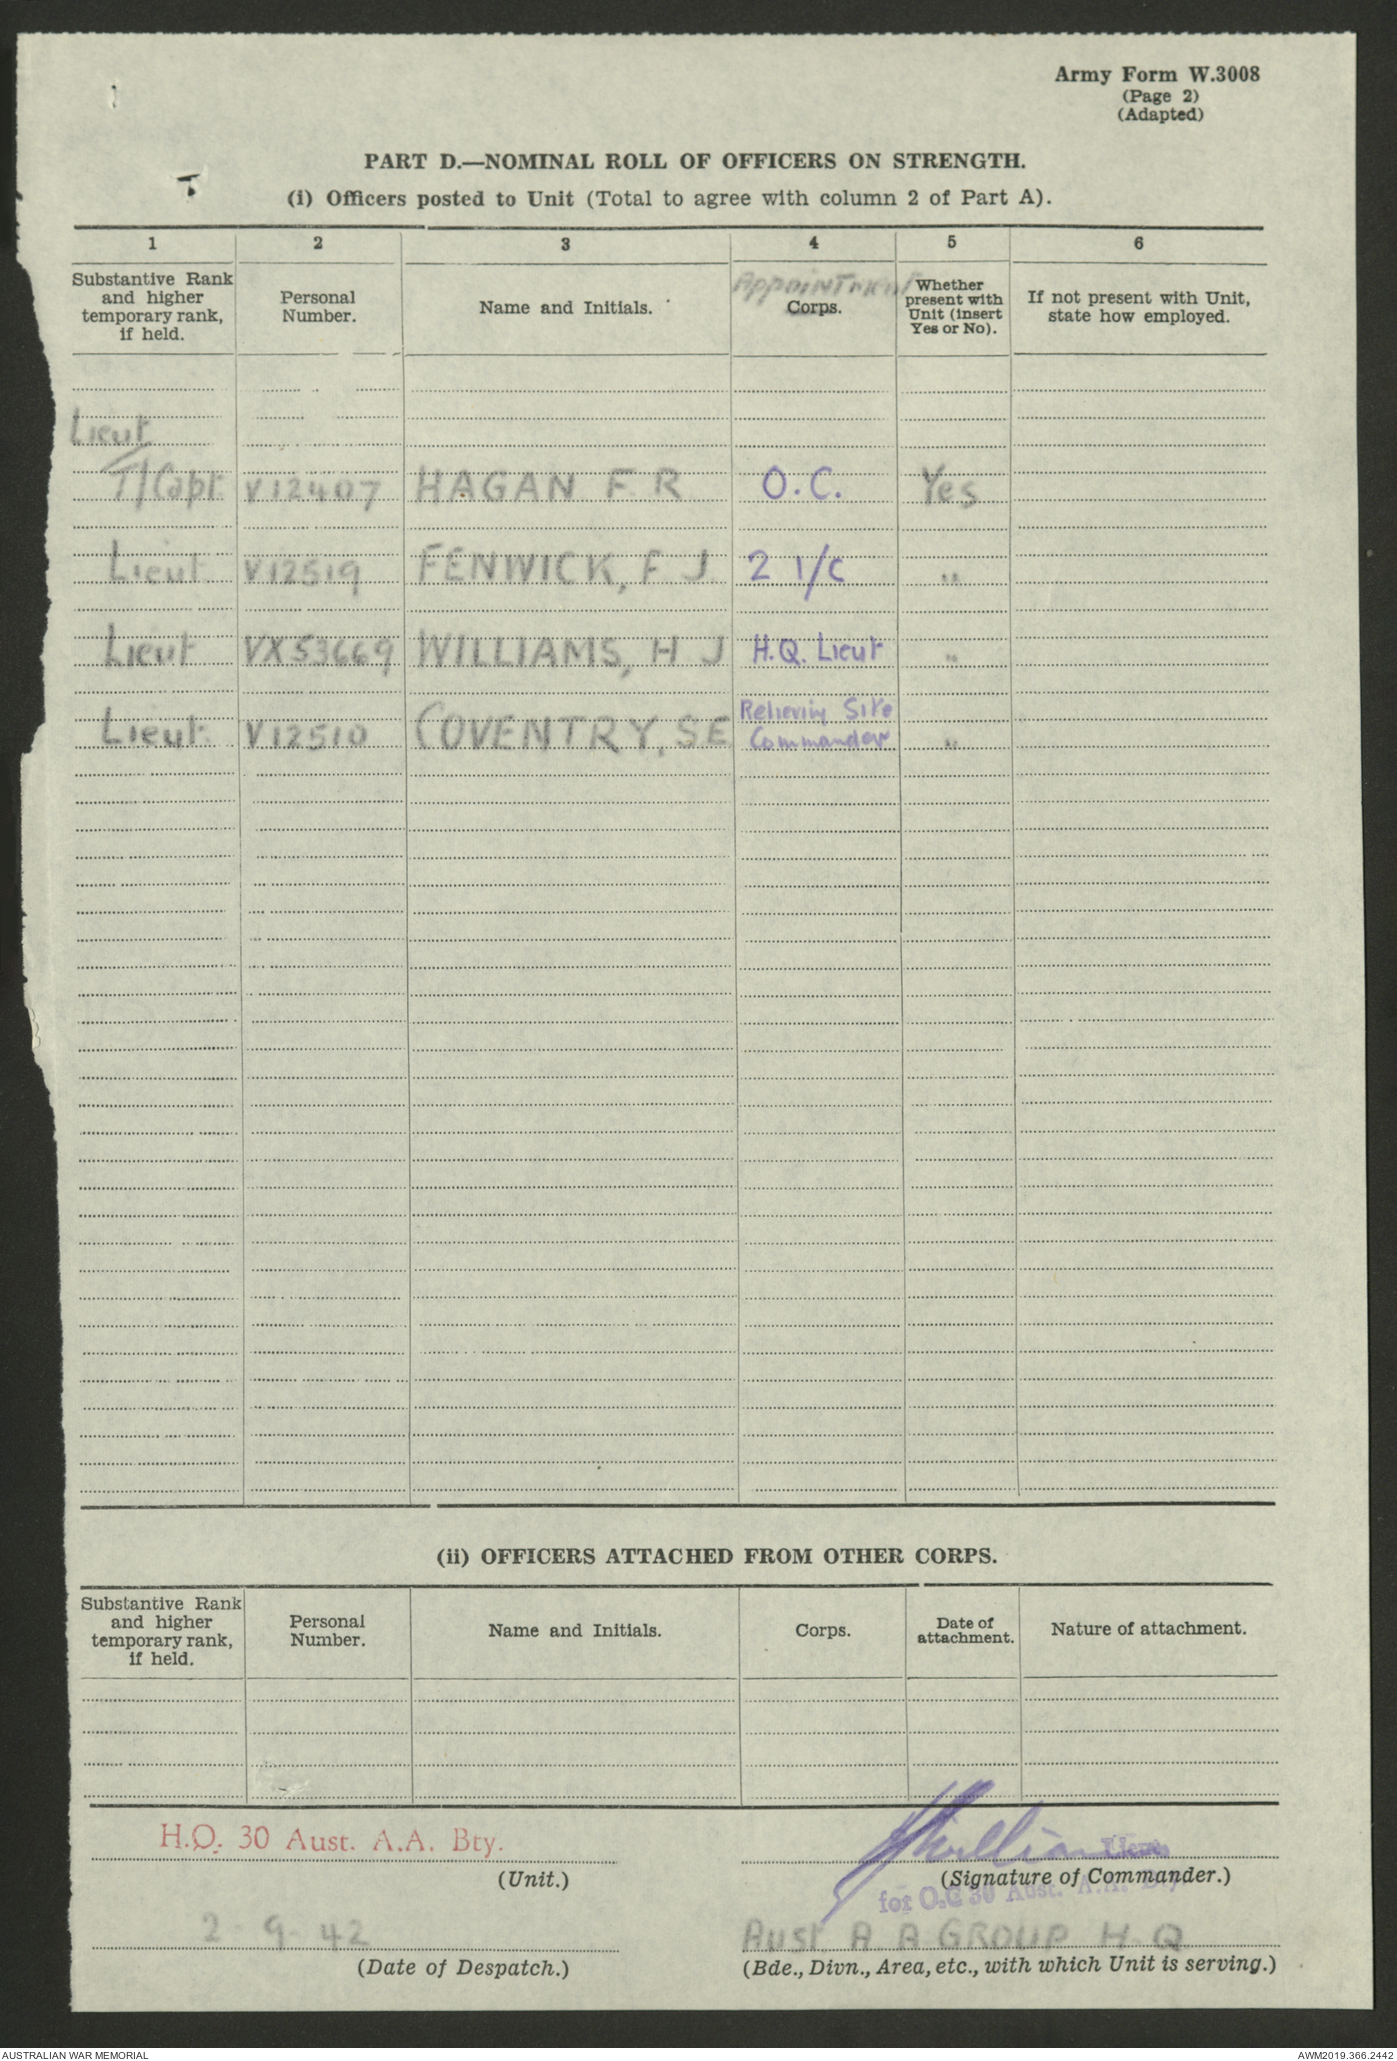 Army Form W.3008
(Page 2)
(Adapted)
PART D.—NOMINAL ROLL OF OFFICERS ON STRENGTH.
(i) Officers posted to Unit (Total to agree with column 2 of Part A).
1 2 3 4 5 6
Substantive Rank and higher temporary rank, if held. Personal Number. Name and Initials. Appointment Corps. Whether present with Unit (insert Yes or No). If not present with Unit, state how employed.
Lieut
T/Capt V12407 HAGAN F. R O.C. Yes
Lieut V12519 FENWICK, F J 2 I/C "
Lieut VX53669 WILLIAMS, H J H.Q. Lieut "
Lieut V12510 COVENTRY, S E Relieving Site Commander "
(ii) OFFICERS ATTACHED FROM OTHER CORPS.
Substantive Rank and higher temporary rank, if held. Personal Number. Name and Initials. Corps. Date of attachment. Nature of attachment.
H.Q. 30 Aust. A.A. Bty.
Lieut
(Unit.) (Signature of Commander.)
for O.C 30 Aust. A.A. Bty
2-9-42 Aust A A GROUP H Q
(Date of Despatch.) (Bde., Divn., Area, etc., with which Unit is serving.)
AUSTRALIAN WAR MEMORIAL AWM2019.366.2442